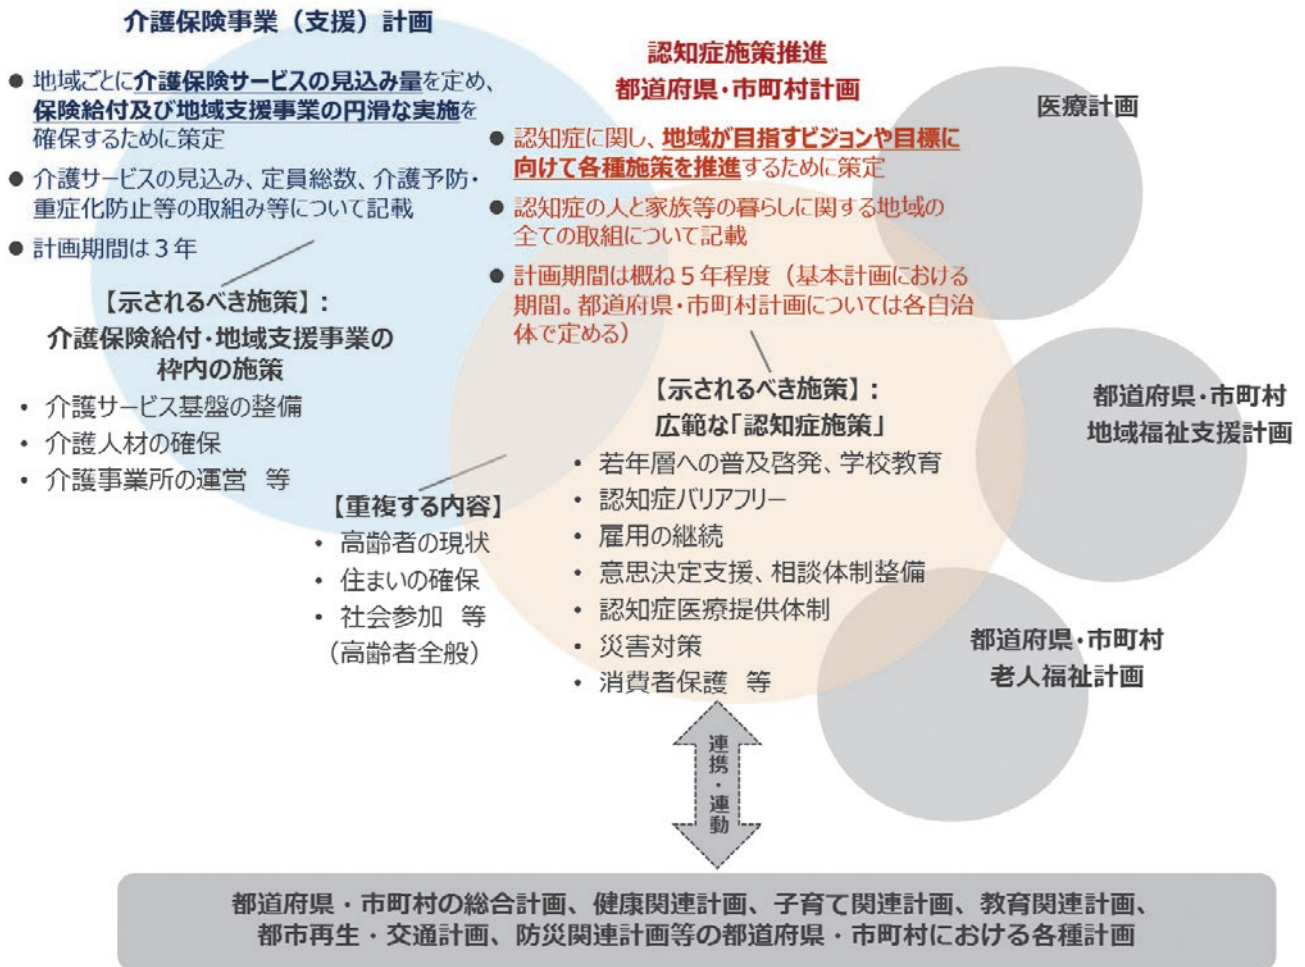 介護保険事業（支援）計画
● 地域ごとに介護保険サービスの見込み量を定め、
保険給付及び地域支援事業の円滑な実施を
確保するために策定
● 介護サービスの見込み、定員総数、介護予防・
重症化防止等の取組み等について記載
● 計画期間は３年
【示されるべき施策】：
介護保険給付・地域支援事業の
枠内の施策
・ 介護サービス基盤の整備
・ 介護人材の確保
・ 介護事業所の運営　等
認知症施策推進
都道府県・市町村計画
● 認知症に関し、地域が目指すビジョンや目標に
向けて各種施策を推進するために策定
● 認知症の人と家族等の暮らしに関する地域の
全ての取組について記載
● 計画期間は概ね５年程度（基本計画における
期間。都道府県・市町村計画については各自治
体で定める）
【示されるべき施策】：
広範な「認知症施策」
・ 若年層への普及啓発、学校教育
・ 認知症バリアフリー
・ 雇用の継続
・ 意思決定支援、相談体制整備
・ 認知症医療提供体制
・ 災害対策
・ 消費者保護　等
【重複する内容】
・ 高齢者の現状
・ 住まいの確保
・ 社会参加　等
（高齢者全般）
医療計画
都道府県・市町村
地域福祉支援計画
都道府県・市町村
老人福祉計画
連携・連動
都道府県・市町村の総合計画、健康関連計画、子育て関連計画、教育関連計画、
都市再生・交通計画、防災関連計画等の都道府県・市町村における各種計画